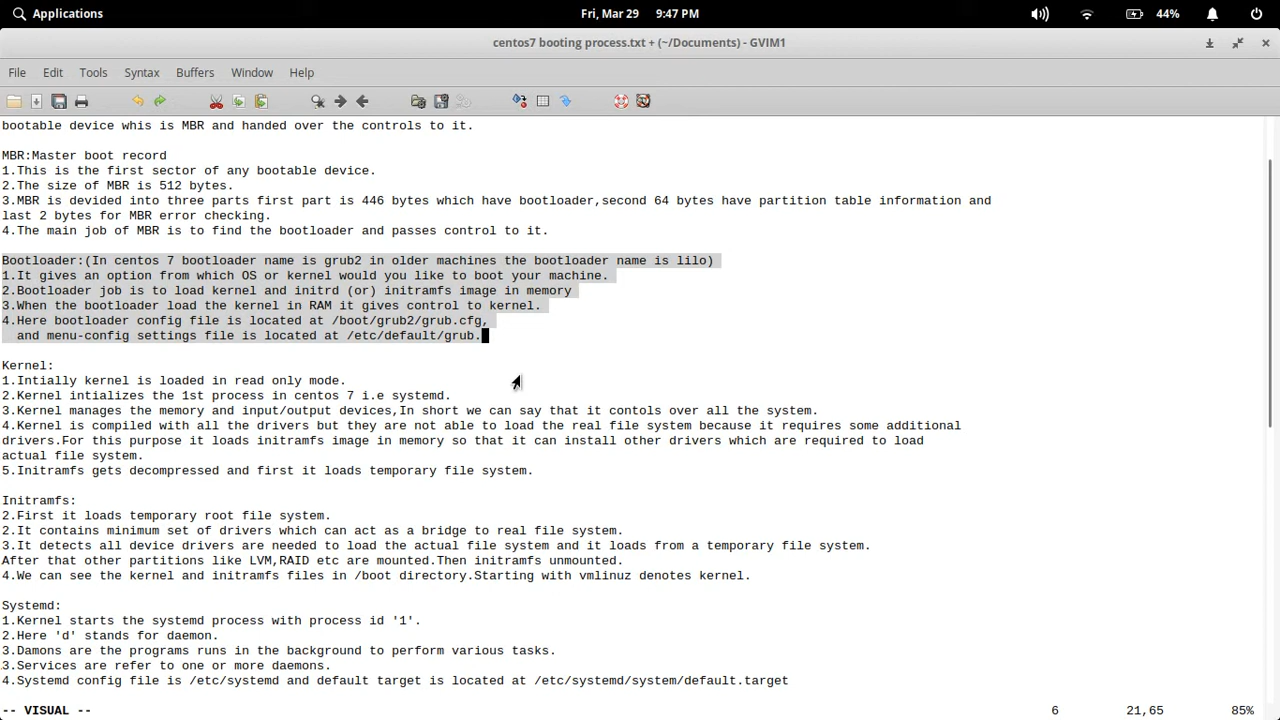 Applications
Fri, Mar 29 9:47 PM
44%
centos7 booting process.txt + (~/Documents) - GVIM1
File Edit Tools Syntax Buffers Window Help
bootable device whis is MBR and handed over the controls to it.
MBR:Master boot record
1.This is the first sector of any bootable device.
2.The size of MBR is 512 bytes.
3.MBR is devided into three parts first part is 446 bytes which have bootloader,second 64 bytes have partition table information and
last 2 bytes for MBR error checking.
4.The main job of MBR is to find the bootloader and passes control to it.
Bootloader:(In centos 7 bootloader name is grub2 in older machines the bootloader name is lilo)
1.It gives an option from which OS or kernel would you like to boot your machine.
2.Bootloader job is to load kernel and initrd (or) initramfs image in memory
3.When the bootloader load the kernel in RAM it gives control to kernel.
4.Here bootloader config file is located at /boot/grub2/grub.cfg,
and menu-config settings file is located at /etc/default/grub.
Kernel:
1.Intially kernel is loaded in read only mode.
2.Kernel intializes the 1st process in centos 7 i.e systemd.
3.Kernel manages the memory and input/output devices,In short we can say that it contols over all the system.
4.Kernel is compiled with all the drivers but they are not able to load the real file system because it requires some additional
drivers.For this purpose it loads initramfs image in memory so that it can install other drivers which are required to load
actual file system.
5.Initramfs gets decompressed and first it loads temporary file system.
Initramfs:
2.First it loads temporary root file system.
2.It contains minimum set of drivers which can act as a bridge to real file system.
3.It detects all device drivers are needed to load the actual file system and it loads from a temporary file system.
After that other partitions like LVM,RAID etc are mounted.Then initramfs unmounted.
4.We can see the kernel and initramfs files in /boot directory.Starting with vmlinuz denotes kernel.
Systemd:
1.Kernel starts the systemd process with process id '1'.
2.Here 'd' stands for daemon.
3.Damons are the programs runs in the background to perform various tasks.
3.Services are refer to one or more daemons.
4.Systemd config file is /etc/systemd and default target is located at /etc/systemd/system/default.target
-- VISUAL -- 6 21,65 85%